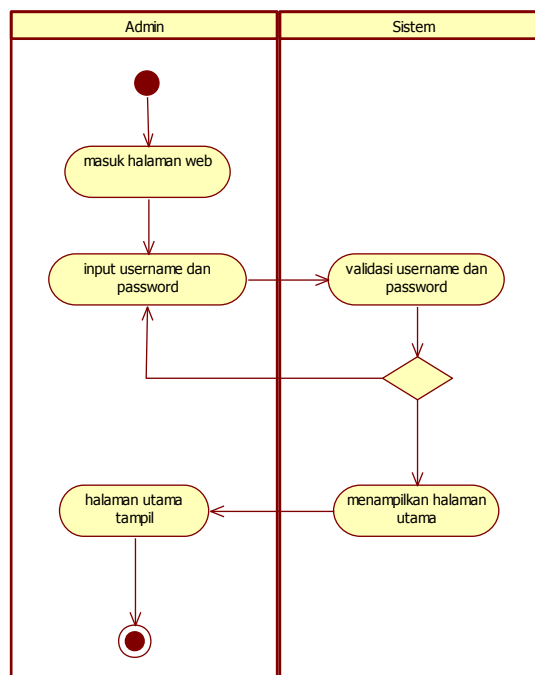 Admin
Sistem
masuk halaman web
input username dan
password
validasi username dan
password
halaman utama
tampil
menampilkan halaman
utama